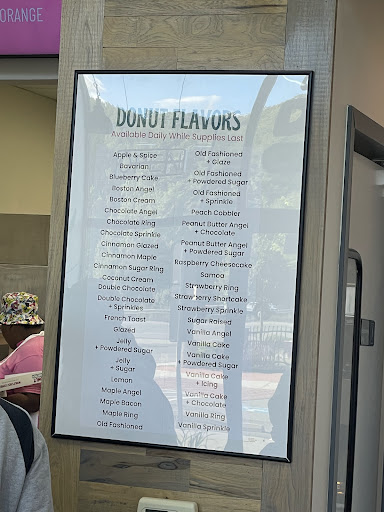 ORANGE
DONUT FLAVORS
Available Daily While Supplies Last
Apple & Spice
Bavarian
Blueberry Cake
Boston Angel
Boston Cream
Chocolate Angel
Chocolate Ring
Chocolate Sprinkle
Cinnamon Glazed
Cinnamon Maple
Cinnamon Sugar Ring
Coconut Cream
Double Chocolate
Double Chocolate
+ Sprinkles
French Toast
Glazed
Jelly
+ Powdered Sugar
Jelly
+ Sugar
Lemon
Maple Angel
Maple Bacon
Maple Ring
Old Fashioned
Old Fashioned
+ Glaze
Old Fashioned
+ Powdered Sugar
Old Fashioned
+ Sprinkle
Peach Cobbler
Peanut Butter Angel
+ Chocolate
Peanut Butter Angel
+ Powdered Sugar
Raspberry Cheesecake
Samoa
Strawberry Ring
Strawberry Shortcake
Strawberry Sprinkle
Sugar Raised
Vanilla Angel
Vanilla Cake
Vanilla Cake
+ Powdered Sugar
Vanilla Cake
+ Icing
Vanilla Cake
+ Chocolate
Vanilla Ring
Vanilla Sprinkle